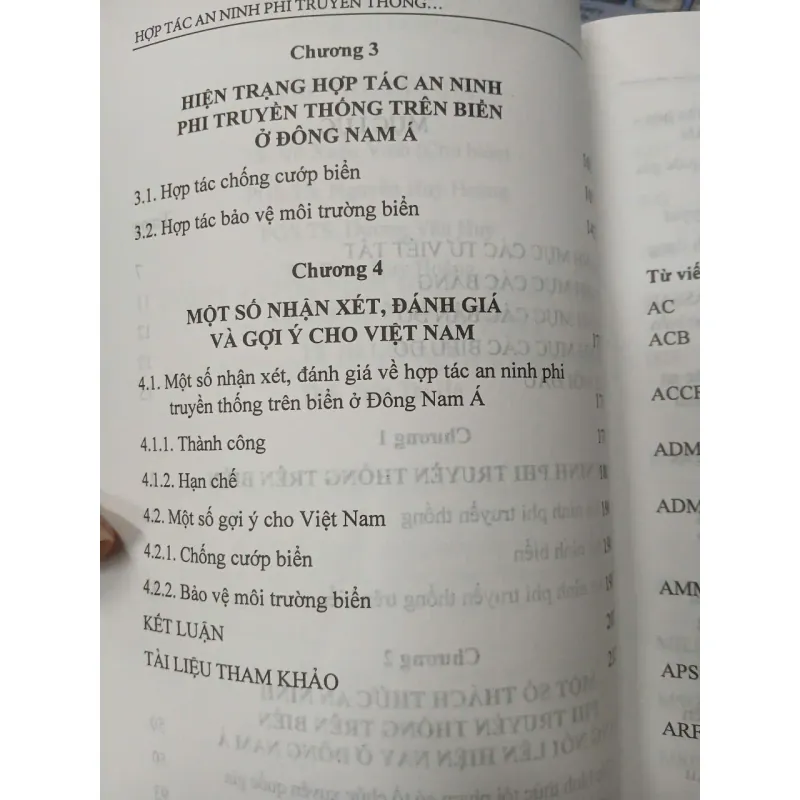 HỢP TÁC AN NINH PHI TRUYỀN THỐNG...
Chương 3
HIỆN TRẠNG HỢP TÁC AN NINH
PHI TRUYỀN THỐNG TRÊN BIỂN
Ở ĐÔNG NAM Á
3.1. Hợp tác chống cướp biển
3.2. Hợp tác bảo vệ môi trường biển
Chương 4
MỘT SỐ NHẬN XÉT, ĐÁNH GIÁ
VÀ GỢI Ý CHO VIỆT NAM
4.1. Một số nhận xét, đánh giá về hợp tác an ninh phi
truyền thống trên biển ở Đông Nam Á
4.1.1. Thành công
4.1.2. Hạn chế
4.2. Một số gợi ý cho Việt Nam
4.2.1. Chống cướp biển
4.2.2. Bảo vệ môi trường biển
KẾT LUẬN
TÀI LIỆU THAM KHẢO
Từ viế
AC
ACB
ACCE
ADM
ADM
AMM
APS
ARF